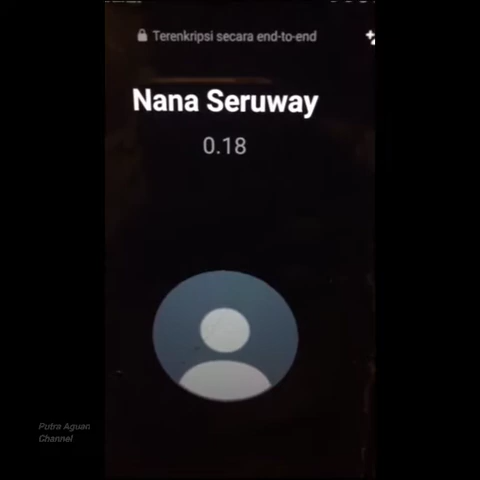 Terenkripsi secara end-to-end
Nana Seruway
0.18
Putra Aguan
Channel